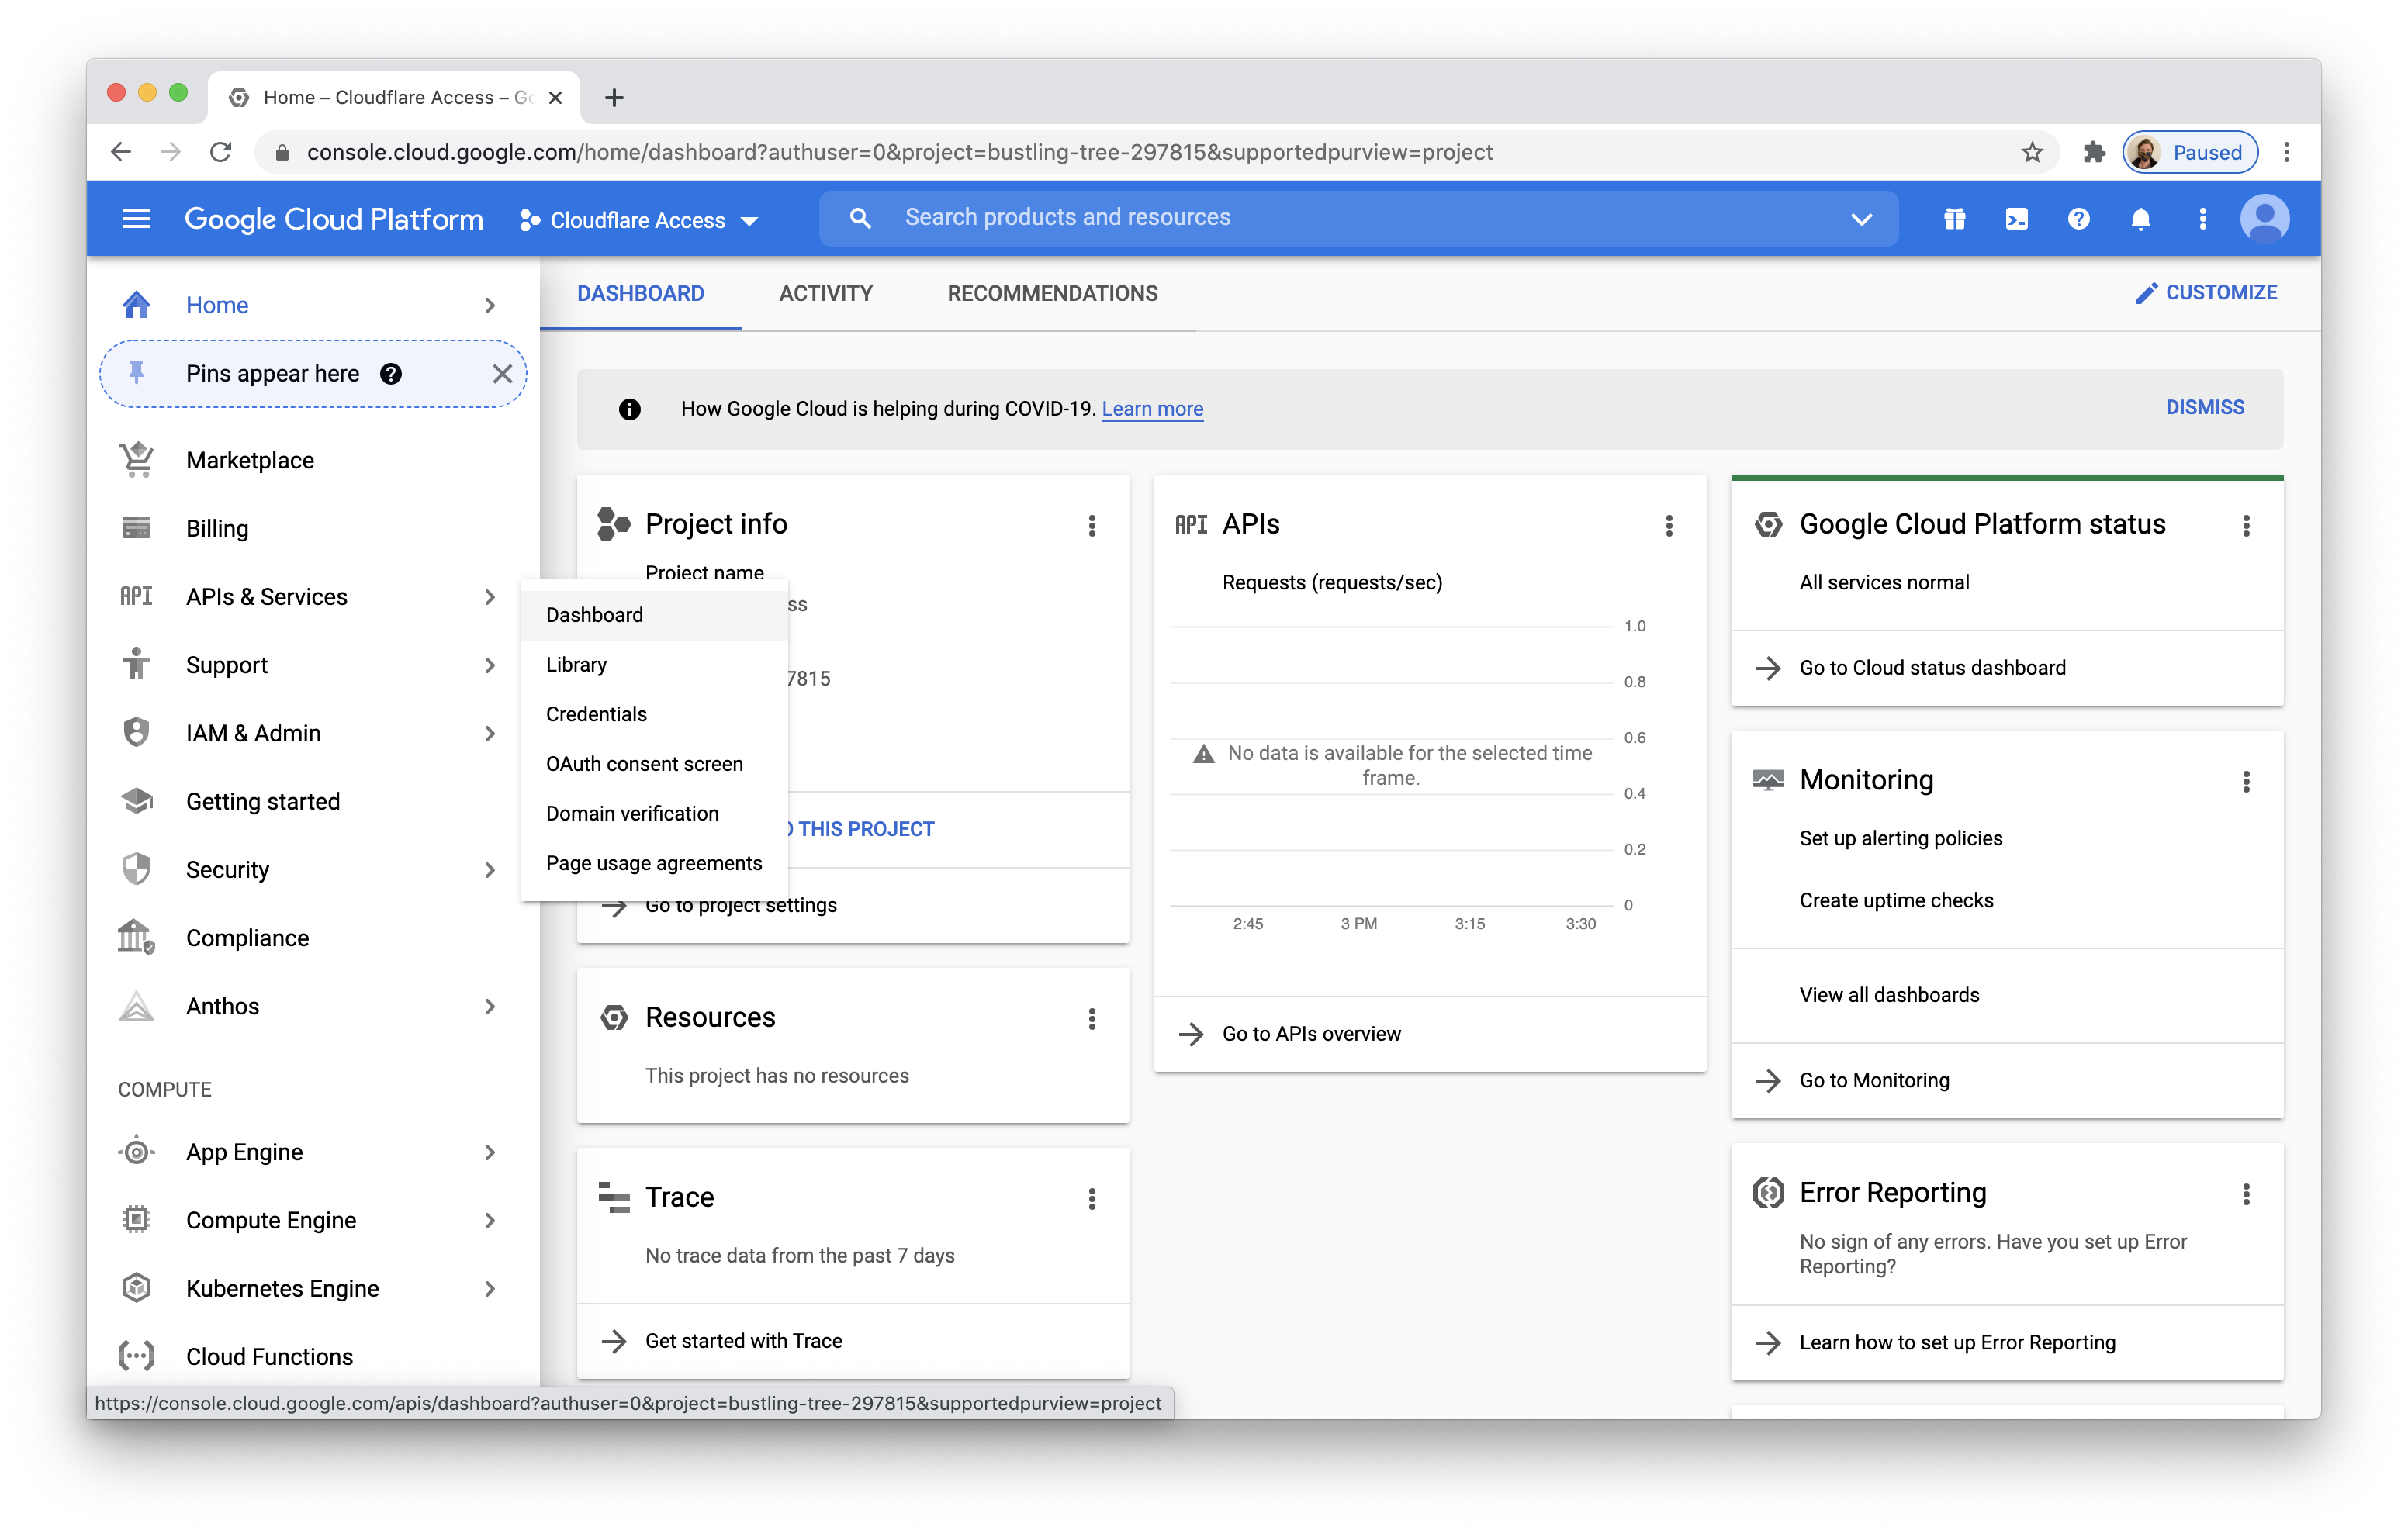 Home – Cloudflare Access –
console.cloud.google.com/home/dashboard?authuser=0&project=bustling-tree-297815&supportedpurview=project
Paused
Google Cloud Platform
Cloudflare Access
Search products and resources
Home
Pins appear here
Marketplace
Billing
API APIs & Services
Support
IAM & Admin
Getting started
Security
Compliance
Anthos
COMPUTE
App Engine
Compute Engine
Kubernetes Engine
Cloud Functions
https://console.cloud.google.com/apis/dashboard?authuser=0&project=bustling-tree-297815&supportedpurview=project
Dashboard
Library
Credentials
OAuth consent screen
Domain verification
Page usage agreements
DASHBOARD
ACTIVITY
RECOMMENDATIONS
CUSTOMIZE
How Google Cloud is helping during COVID-19. Learn more
DISMISS
Project info
Project name
ss
7815
THIS PROJECT
Go to project settings
Resources
This project has no resources
Trace
No trace data from the past 7 days
Get started with Trace
API APIs
Requests (requests/sec)
1.0
0.8
0.6
No data is available for the selected time
frame.
0.4
0.2
0
2:45
3 PM
3:15
3:30
Go to APIs overview
Google Cloud Platform status
All services normal
Go to Cloud status dashboard
Monitoring
Set up alerting policies
Create uptime checks
View all dashboards
Go to Monitoring
Error Reporting
No sign of any errors. Have you set up Error
Reporting?
Learn how to set up Error Reporting